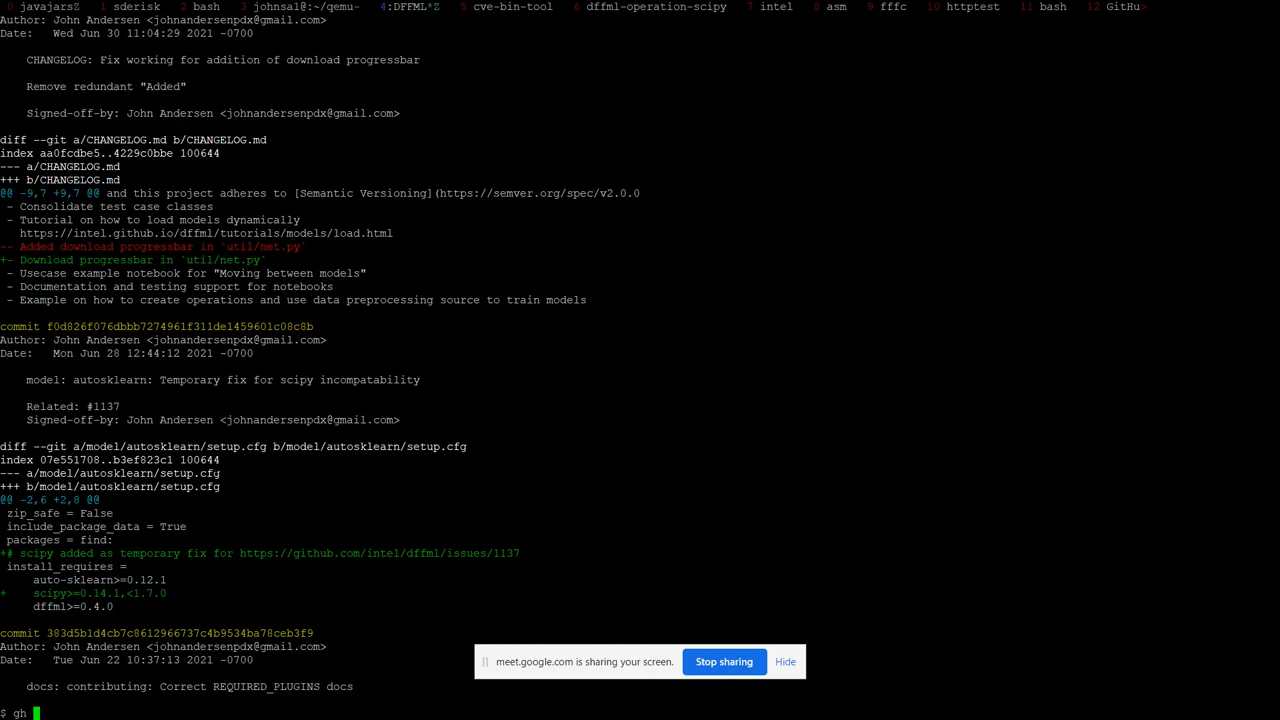 0 javajarsZ 1 sderisk 2 bash 3 johnsal@:~/qemu- 4:DFFML*Z 5 cve-bin-tool 6 dffml-operation-scipy 7 intel 8 asm 9 fffc 10 httptest 11 bash 12 GitHu>
Author: John Andersen <johnandersenpdx@gmail.com>
Date:   Wed Jun 30 11:04:29 2021 -0700
CHANGELOG: Fix working for addition of download progressbar
Remove redundant "Added"
Signed-off-by: John Andersen <johnandersenpdx@gmail.com>
diff --git a/CHANGELOG.md b/CHANGELOG.md
index aa0fcdbe5..4229c0bbe 100644
--- a/CHANGELOG.md
+++ b/CHANGELOG.md
@@ -9,7 +9,7 @@ and this project adheres to [Semantic Versioning](https://semver.org/spec/v2.0.0
- Consolidate test case classes
- Tutorial on how to load models dynamically
https://intel.github.io/dffml/tutorials/models/load.html
-- Added download progressbar in `util/net.py`
+- Download progressbar in `util/net.py`
- Usecase example notebook for "Moving between models"
- Documentation and testing support for notebooks
- Example on how to create operations and use data preprocessing source to train models
commit f0d826f076dbbb7274961f311de1459601c08c8b
Author: John Andersen <johnandersenpdx@gmail.com>
Date:   Mon Jun 28 12:44:12 2021 -0700
model: autosklearn: Temporary fix for scipy incompatability
Related: #1137
Signed-off-by: John Andersen <johnandersenpdx@gmail.com>
diff --git a/model/autosklearn/setup.cfg b/model/autosklearn/setup.cfg
index 07e551708..b3ef823c1 100644
--- a/model/autosklearn/setup.cfg
+++ b/model/autosklearn/setup.cfg
@@ -2,6 +2,8 @@
zip_safe = False
include_package_data = True
packages = find:
+# scipy added as temporary fix for https://github.com/intel/dffml/issues/1137
install_requires =
auto-sklearn>=0.12.1
+    scipy>=0.14.1,<1.7.0
dffml>=0.4.0
commit 383d5b1d4cb7c8612966737c4b9534ba78ceb3f9
Author: John Andersen <johnandersenpdx@gmail.com>
Date:   Tue Jun 22 10:37:13 2021 -0700
meet.google.com is sharing your screen. Stop sharing Hide
docs: contributing: Correct REQUIRED_PLUGINS docs
$ gh